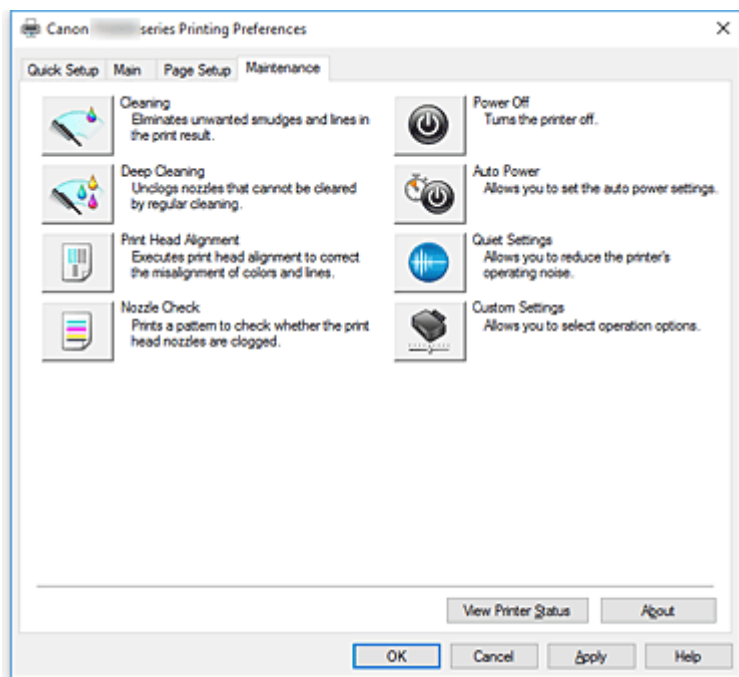 Canon series Printing Preferences
Quick Setup Main Page Setup Maintenance
Cleaning
Eliminates unwanted smudges and lines in
the print result.
Deep Cleaning
Unclogs nozzles that cannot be cleared
by regular cleaning.
Print Head Alignment
Executes print head alignment to correct
the misalignment of colors and lines.
Nozzle Check
Prints a pattern to check whether the print
head nozzles are clogged.
Power Off
Turns the printer off.
Auto Power
Allows you to set the auto power settings.
Quiet Settings
Allows you to reduce the printer's
operating noise.
Custom Settings
Allows you to select operation options.
View Printer Status About
OK Cancel Apply Help